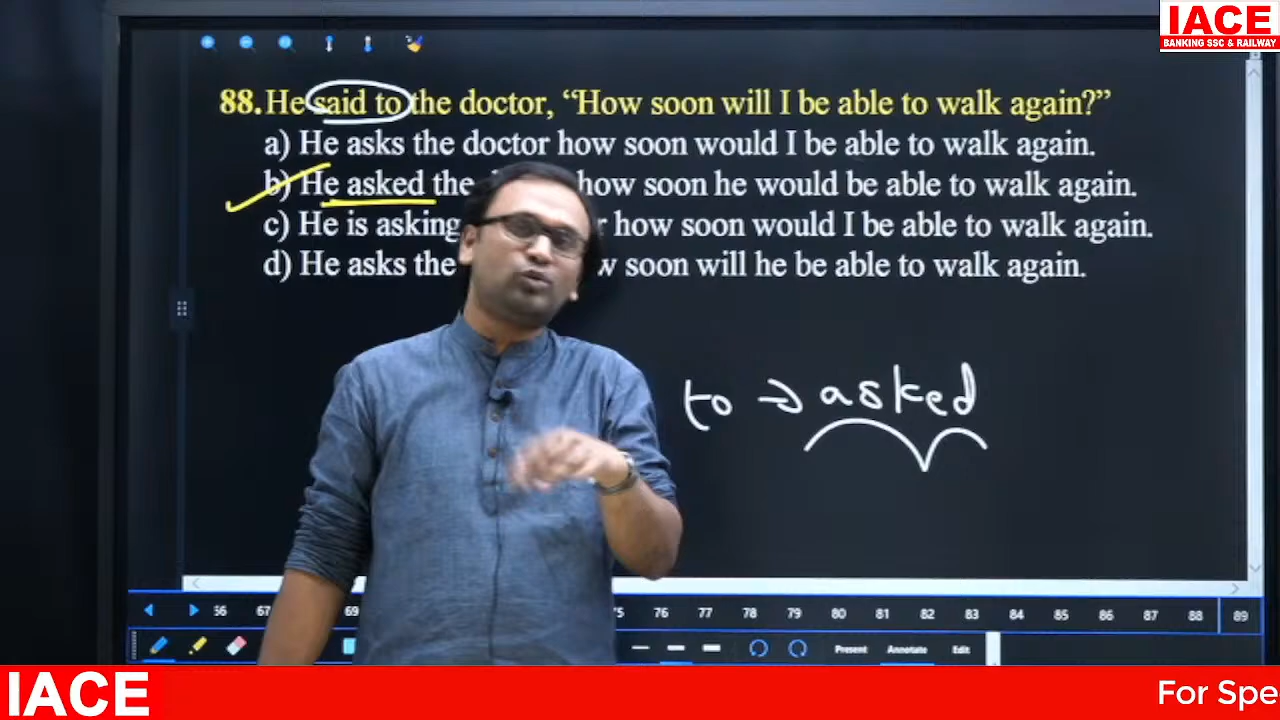 IACE
BANKING SSC & RAILWAY
88. He said to the doctor, “How soon will I be able to walk again?”
a) He asks the doctor how soon would I be able to walk again.
b) He asked the how soon he would be able to walk again.
c) He is asking how soon would I be able to walk again.
d) He asks the soon will he be able to walk again.
to → asked
66 67 69 75 76 77 78 79 80 81 82 83 84 85 86 87 88 89
Present Annotate Edit
IACE For Spe